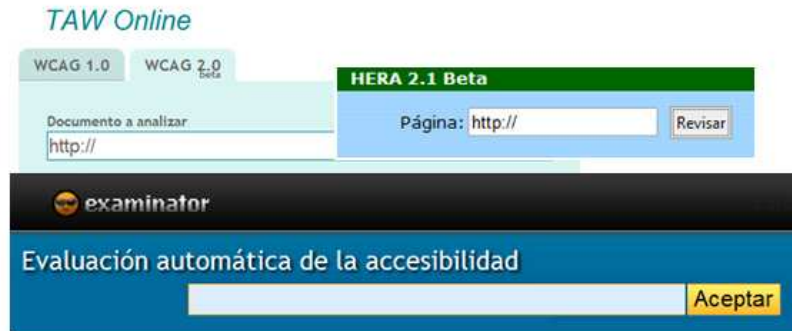 TAW Online
WCAG 1.0 WCAG 2.0
beta
Documento a analizar
http://
HERA 2.1 Beta
Página: http:// Revisar
examinator
Evaluación automática de la accesibilidad
Aceptar